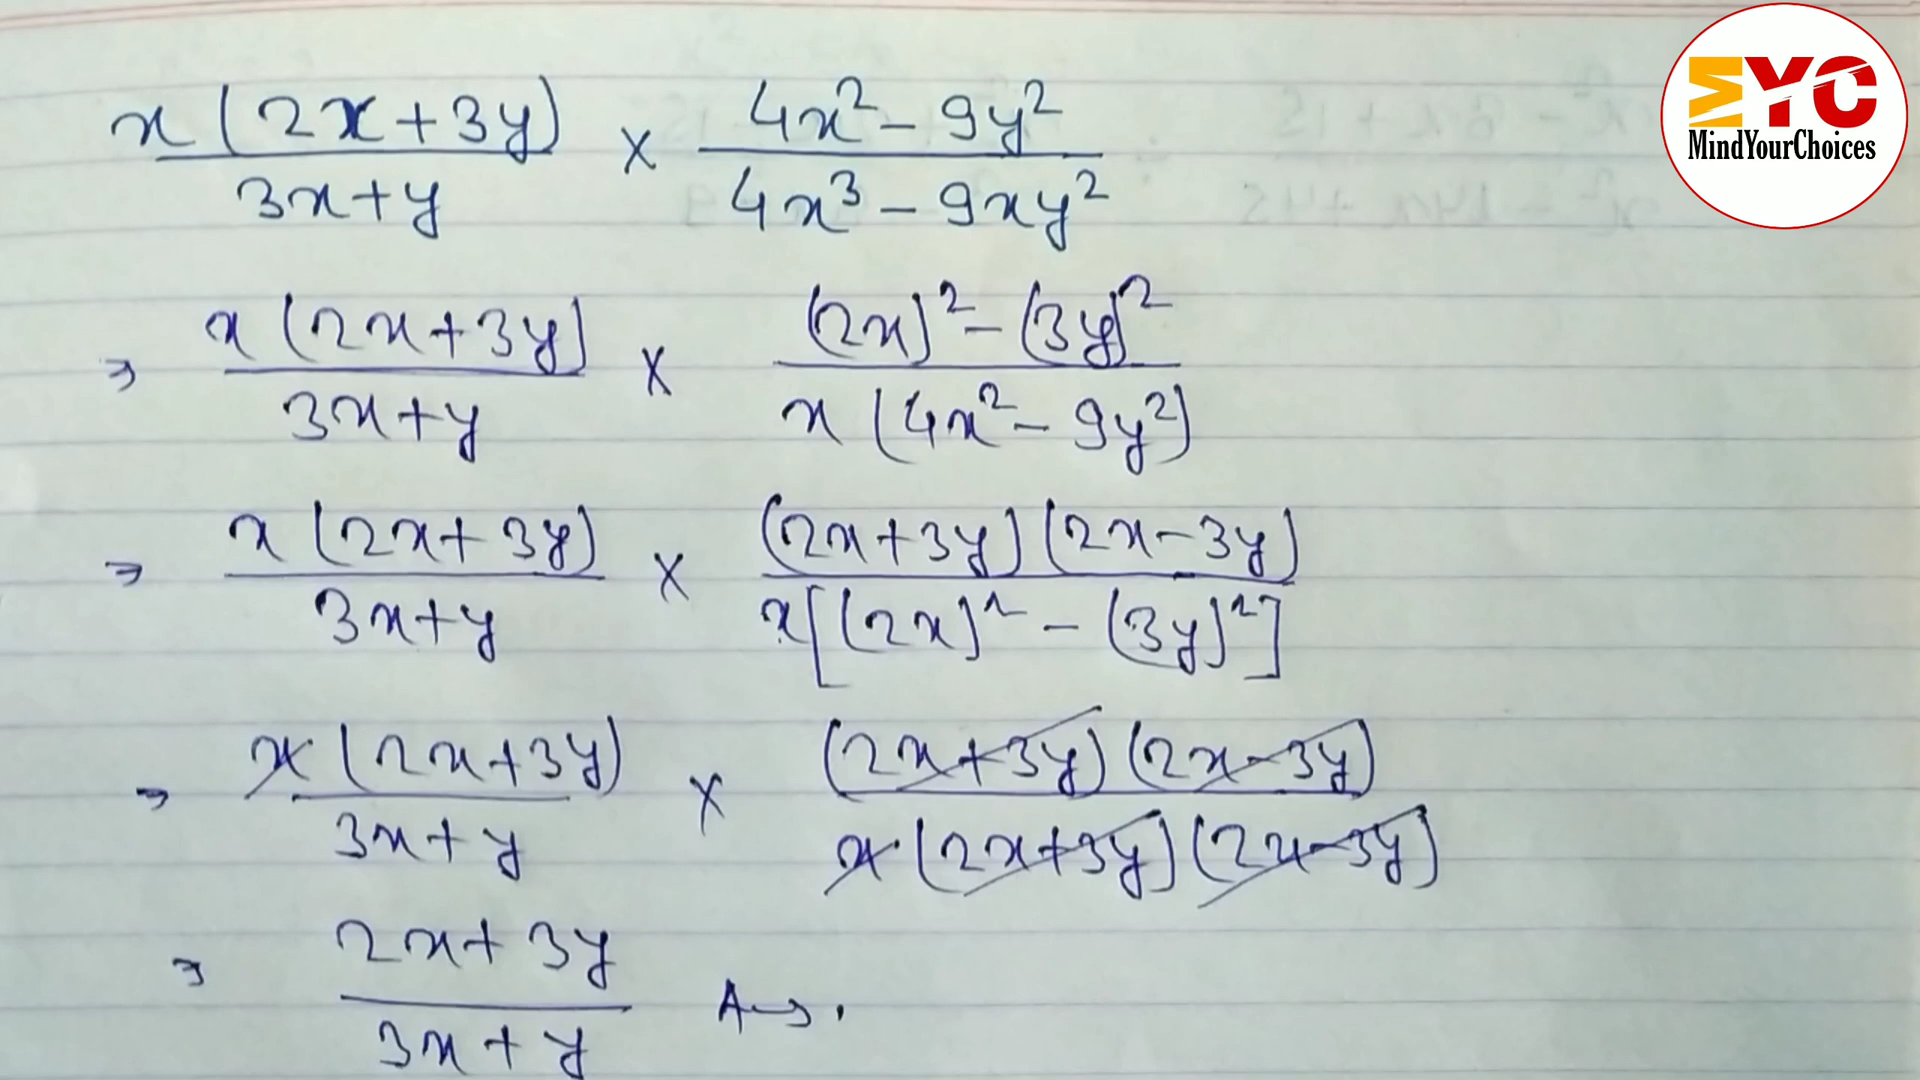 MYC
MindYourChoices
x(2x+3y)/3x+y × 4x²-9y²/4x³-9xy²
⇒ x(2x+3y)/3x+y × (2x)²-(3y)²/x(4x²-9y²)
⇒ x(2x+3y)/3x+y × (2x+3y)(2x-3y)/x[(2x)²-(3y)²]
⇒ x(2x+3y)/3x+y × (2x+3y)(2x-3y)/x(2x+3y)(2x-3y)
⇒ 2x+3y/3x+y Ans.